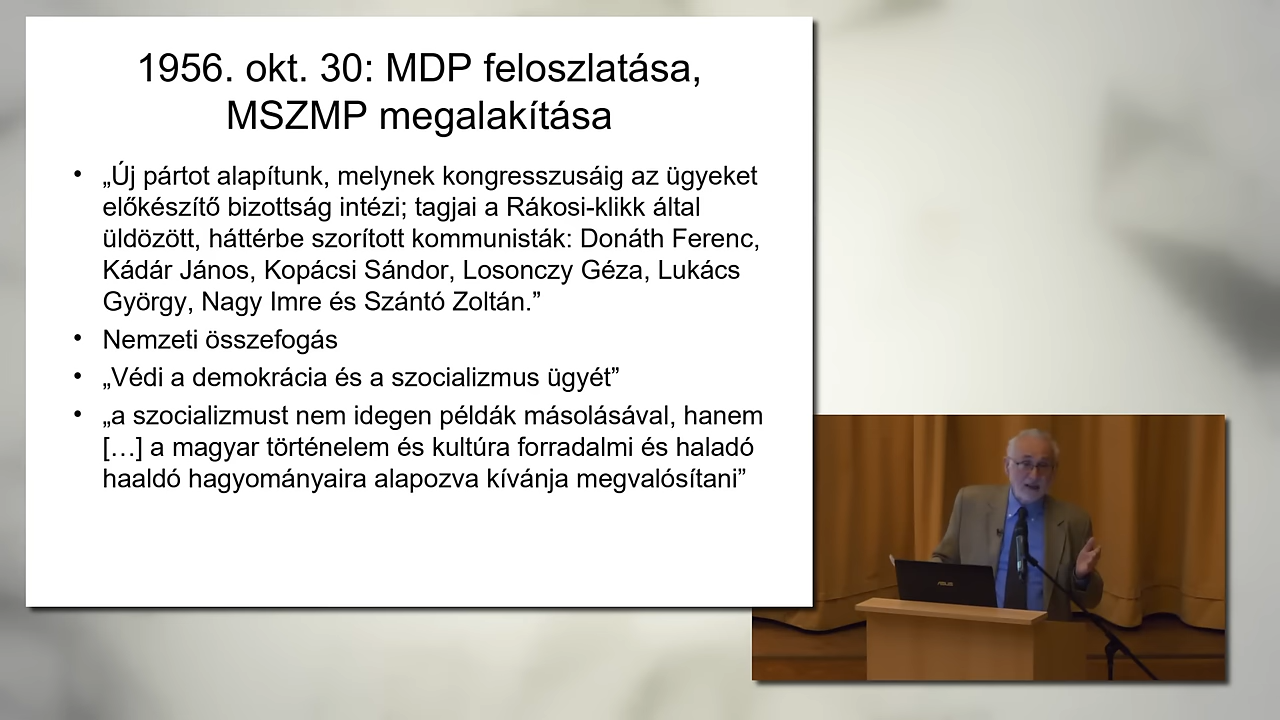 1956. okt. 30: MDP feloszlatása,
MSZMP megalakítása
• „Új pártot alapítunk, melynek kongresszusáig az ügyeket
előkészítő bizottság intézi; tagjai a Rákosi-klikk által
üldözött, háttérbe szorított kommunisták: Donáth Ferenc,
Kádár János, Kopácsi Sándor, Losonczy Géza, Lukács
György, Nagy Imre és Szántó Zoltán.”
• Nemzeti összefogás
• „Védi a demokrácia és a szocializmus ügyét”
• „a szocializmust nem idegen példák másolásával, hanem
[…] a magyar történelem és kultúra forradalmi és haladó
haaldó hagyományaira alapozva kívánja megvalósítani”
ASUS